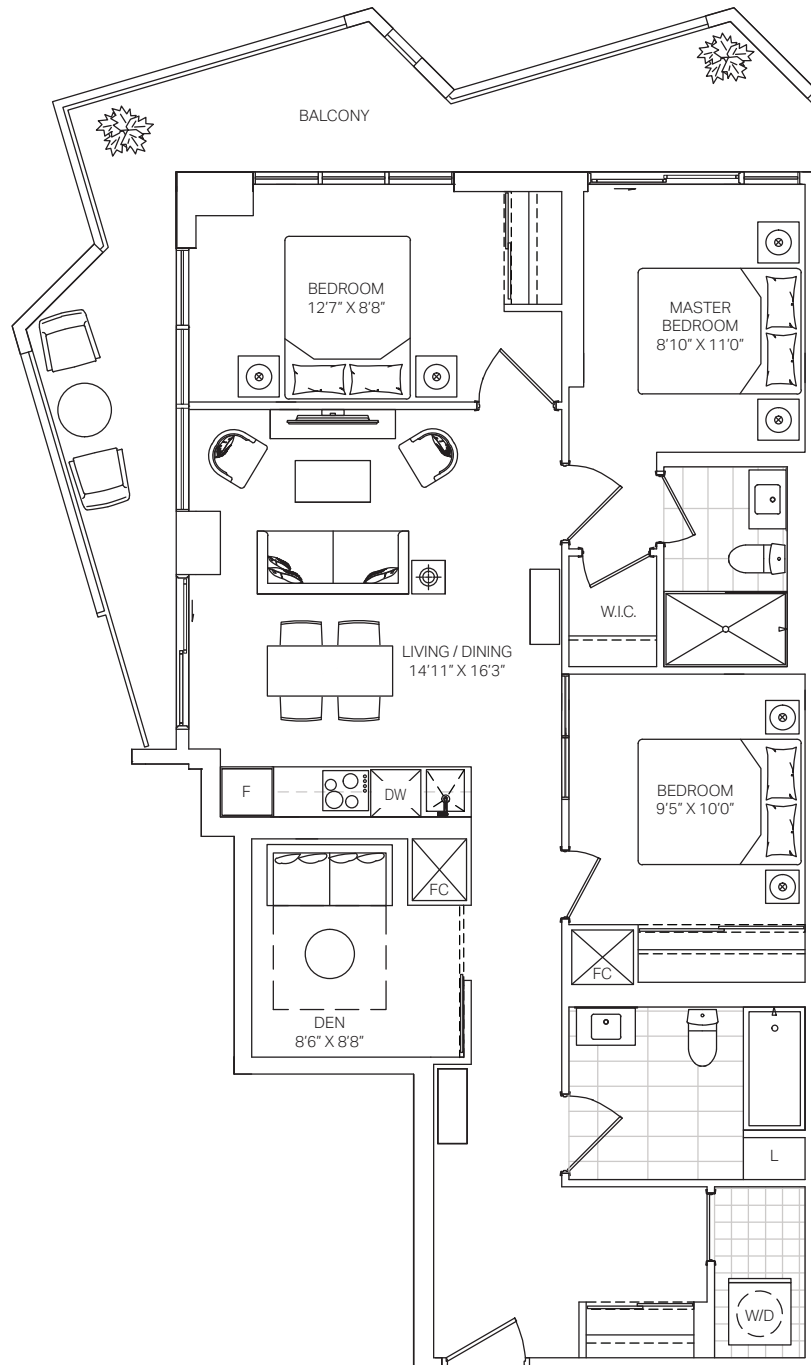 BALCONY
BEDROOM
12'7" X 8'8"
MASTER
BEDROOM
8'10" X 11'0"
W.I.C.
LIVING / DINING
14'11" X 16'3"
F
DW
BEDROOM
9'5" X 10'0"
FC
FC
DEN
8'6" X 8'8"
L
W/D